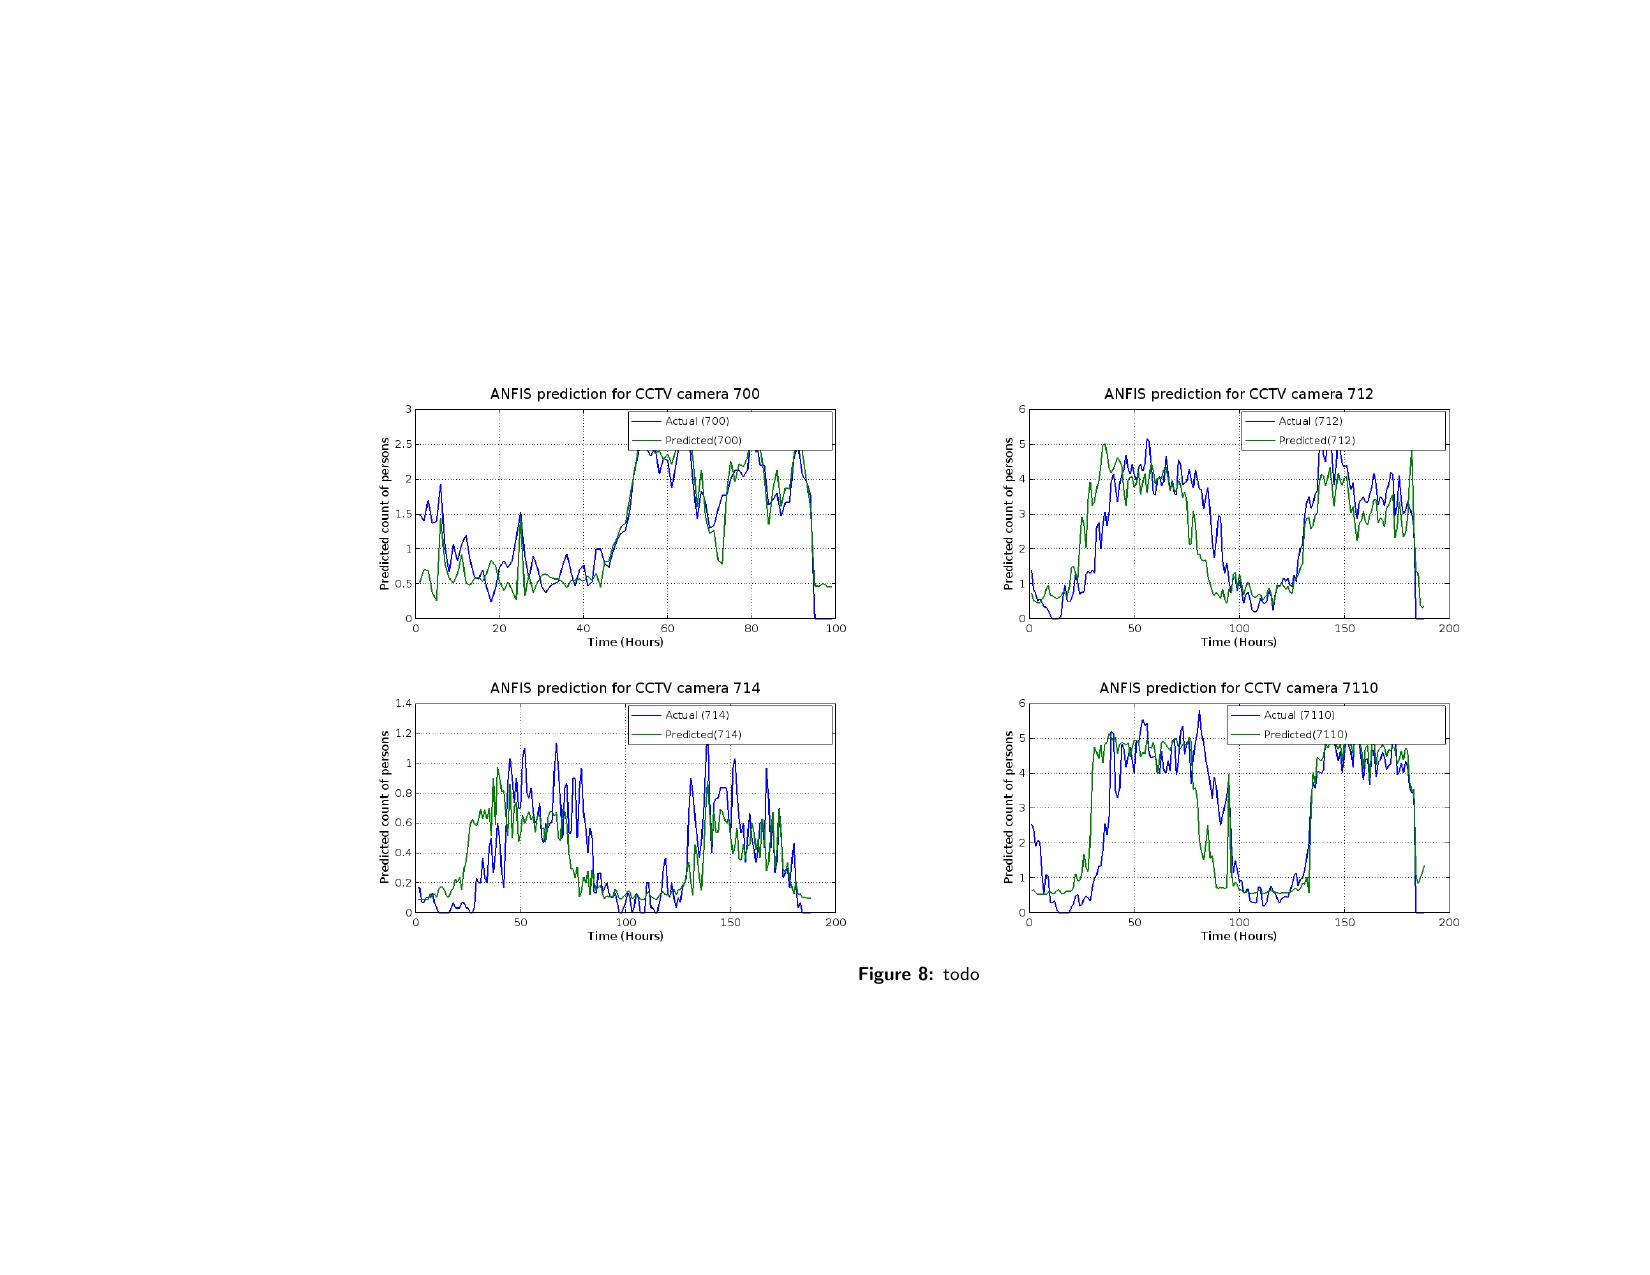 ANFIS prediction for CCTV camera 700
3
2.5
2
1.5
1
0.5
0
Predicted count of persons
Actual (700)
Predicted(700)
0 20 40 60 80 100
Time (Hours)
ANFIS prediction for CCTV camera 712
6
5
4
3
2
1
0
Predicted count of persons
Actual (712)
Predicted(712)
0 50 100 150 200
Time (Hours)
ANFIS prediction for CCTV camera 714
1.4
1.2
1
0.8
0.6
0.4
0.2
0
Predicted count of persons
Actual (714)
Predicted(714)
0 50 100 150 200
Time (Hours)
ANFIS prediction for CCTV camera 7110
6
5
4
3
2
1
0
Predicted count of persons
Actual (7110)
Predicted(7110)
0 50 100 150 200
Time (Hours)
Figure 8: todo